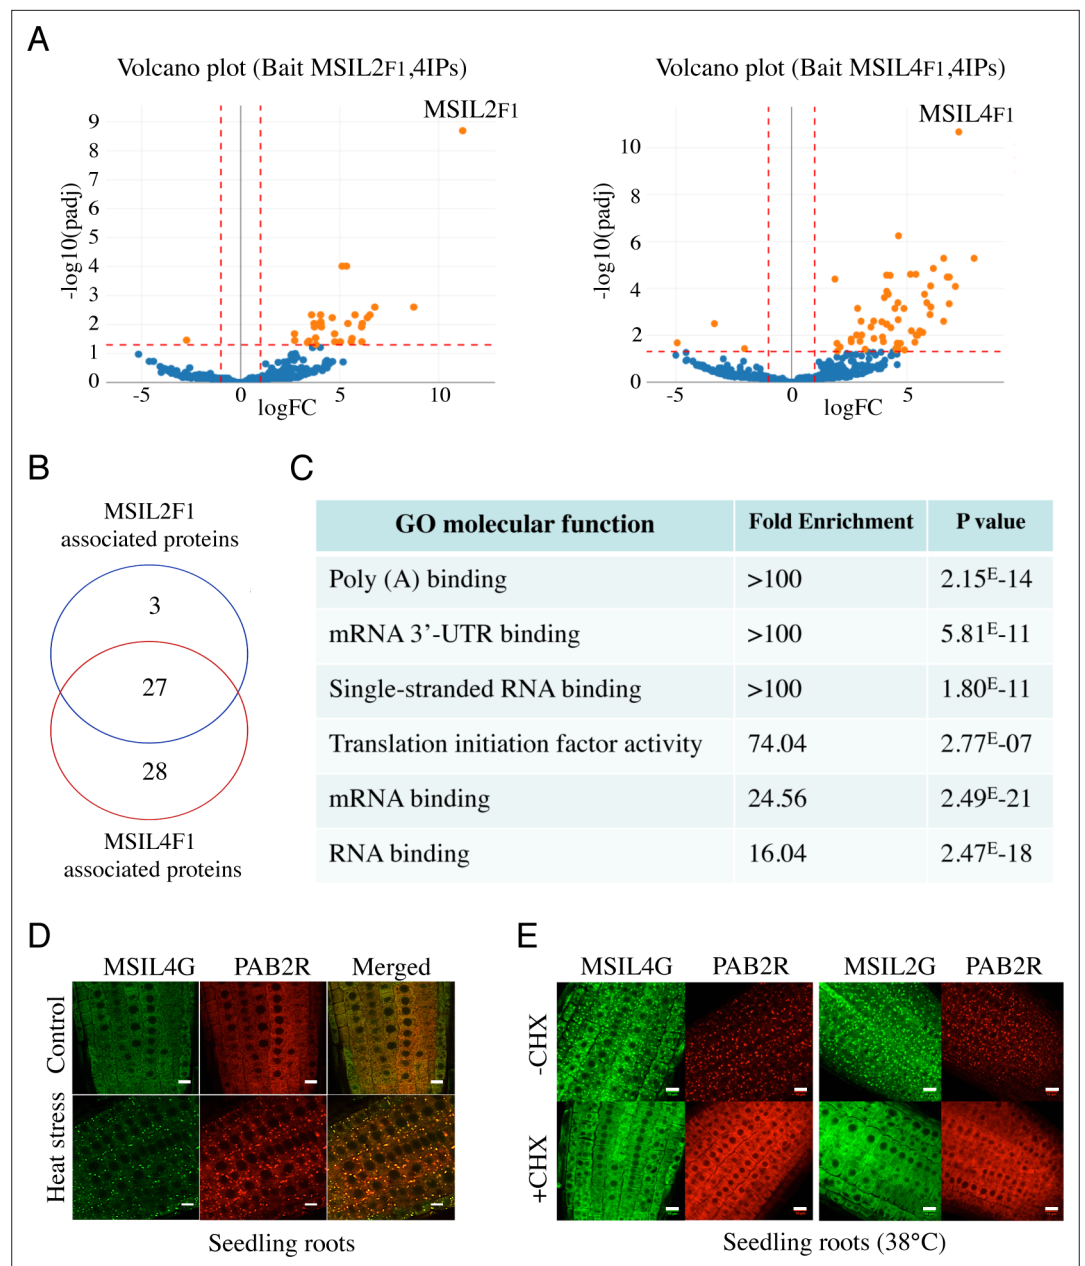 A
Volcano plot (Bait MSIL2F1,4IPs)
MSIL2F1
-log10(padj)
9
8
7
6
5
4
3
2
1
0
-5
0
5
10
logFC
Volcano plot (Bait MSIL4F1,4IPs)
MSIL4F1
-log10(padj)
10
8
6
4
2
0
-5
0
5
logFC
B
MSIL2F1
associated proteins
3
27
28
MSIL4F1
associated proteins
C
GO molecular function Fold Enrichment P value
Poly (A) binding >100 2.15ᴱ-14
mRNA 3’-UTR binding >100 5.81ᴱ-11
Single-stranded RNA binding >100 1.80ᴱ-11
Translation initiation factor activity 74.04 2.77ᴱ-07
mRNA binding 24.56 2.49ᴱ-21
RNA binding 16.04 2.47ᴱ-18
D
MSIL4G PAB2R Merged
Control
Heat stress
Seedling roots
E
MSIL4G PAB2R MSIL2G PAB2R
-CHX
+CHX
Seedling roots (38°C)